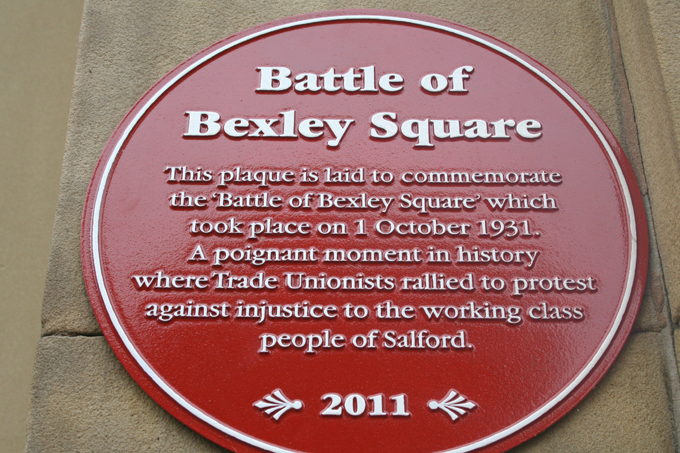 Battle of
Bexley Square
This plaque is laid to commemorate
the 'Battle of Bexley Square' which
took place on 1 October 1931.
A poignant moment in history
where Trade Unionists rallied to protest
against injustice to the working class
people of Salford.
2011